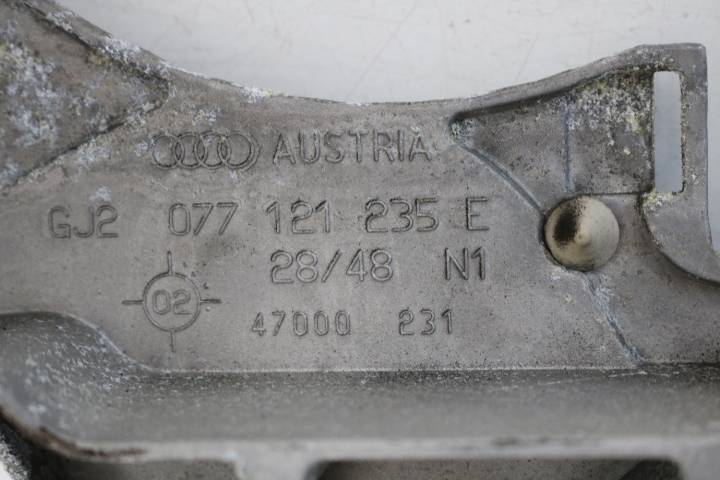 AUSTRIA
GJ2 077 121 235 E
28/48 N1
02
47000 231